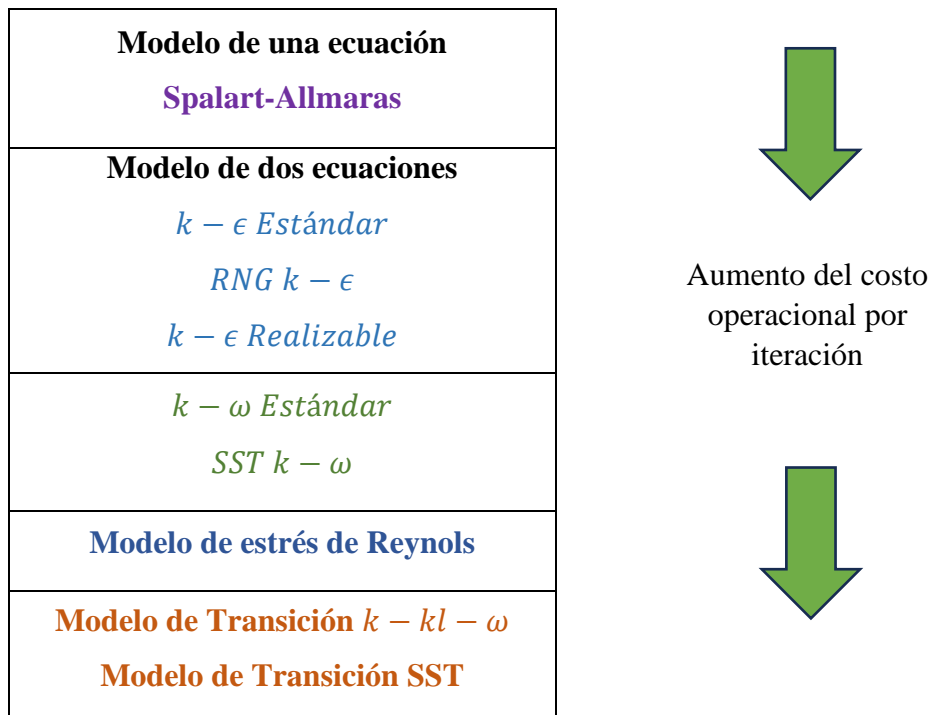 Modelo de una ecuación
Spalart-Allmaras
Modelo de dos ecuaciones
k − ϵ Estándar
RNG k − ϵ
k − ϵ Realizable
k − ω Estándar
SST k − ω
Modelo de estrés de Reynols
Modelo de Transición k − kl − ω
Modelo de Transición SST
Aumento del costo
operacional por
iteración